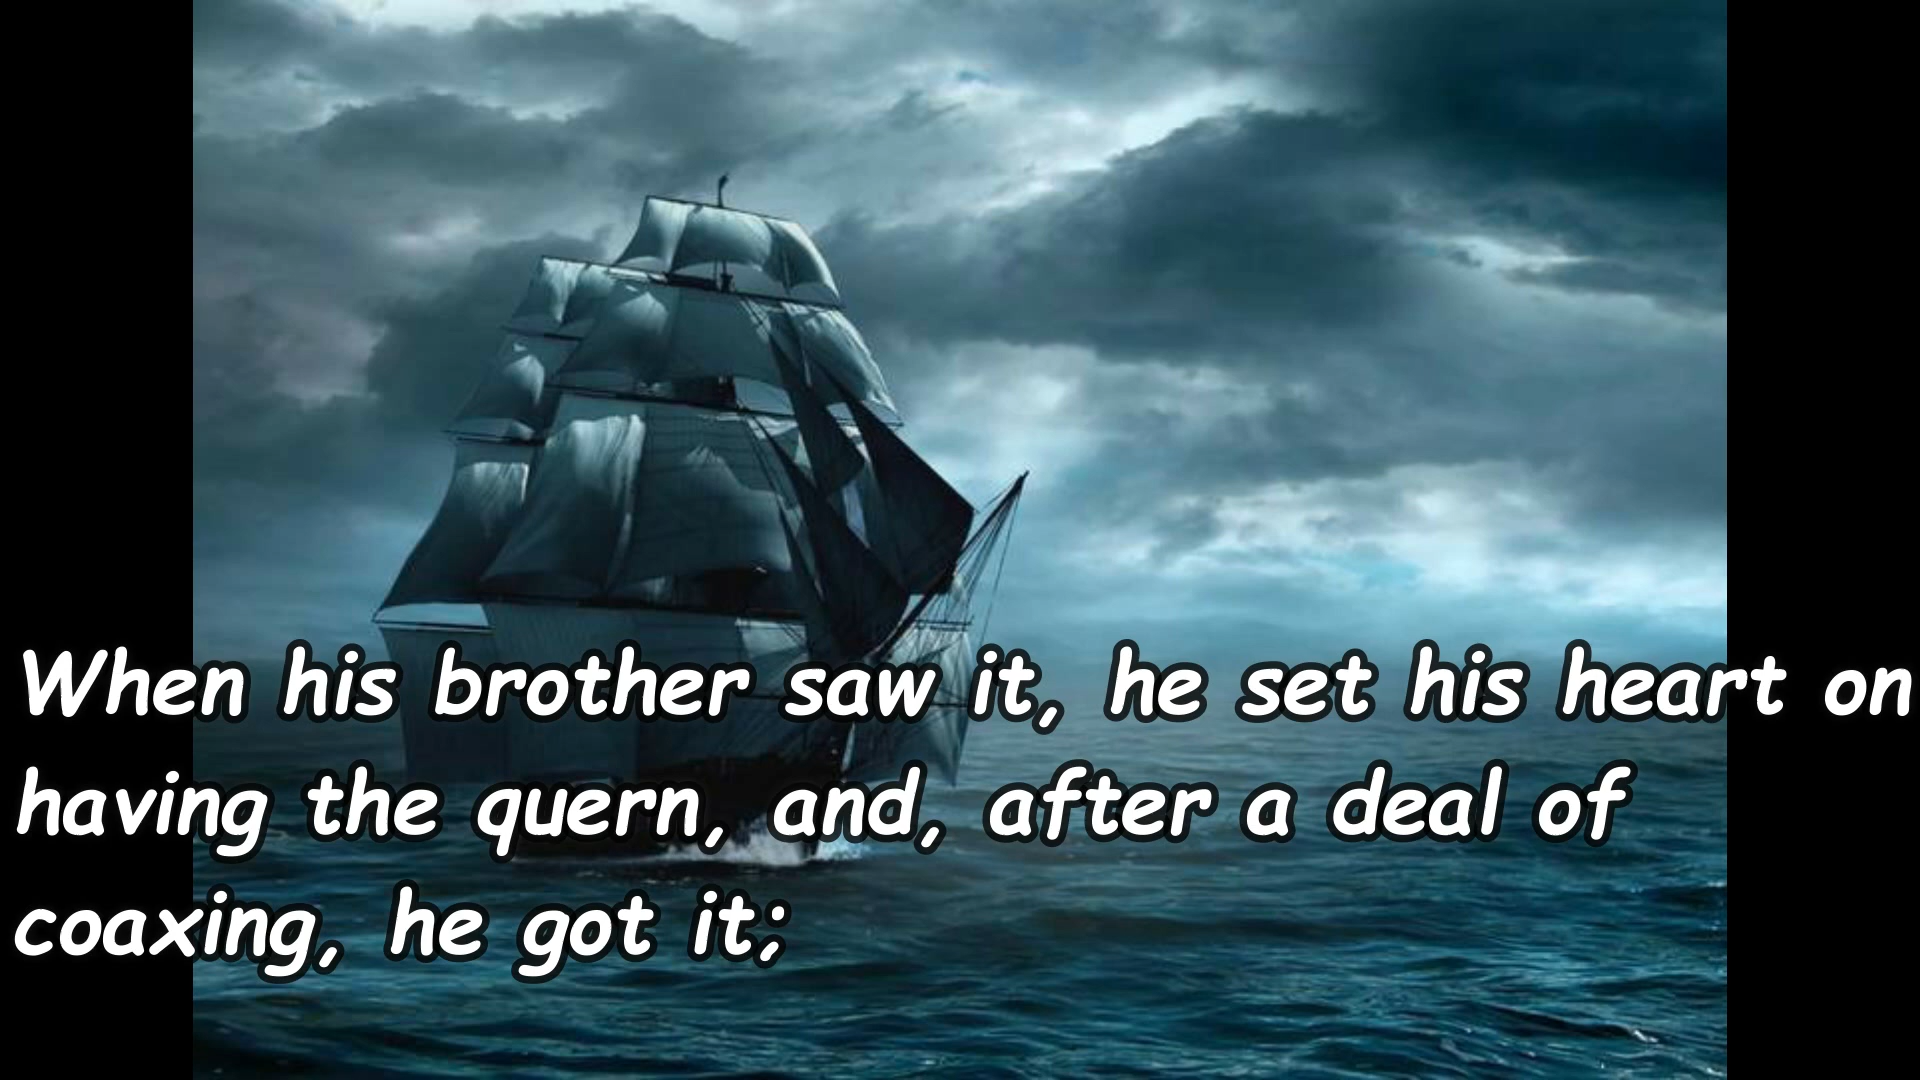 When his brother saw it, he set his heart on
having the quern, and, after a deal of
coaxing, he got it;